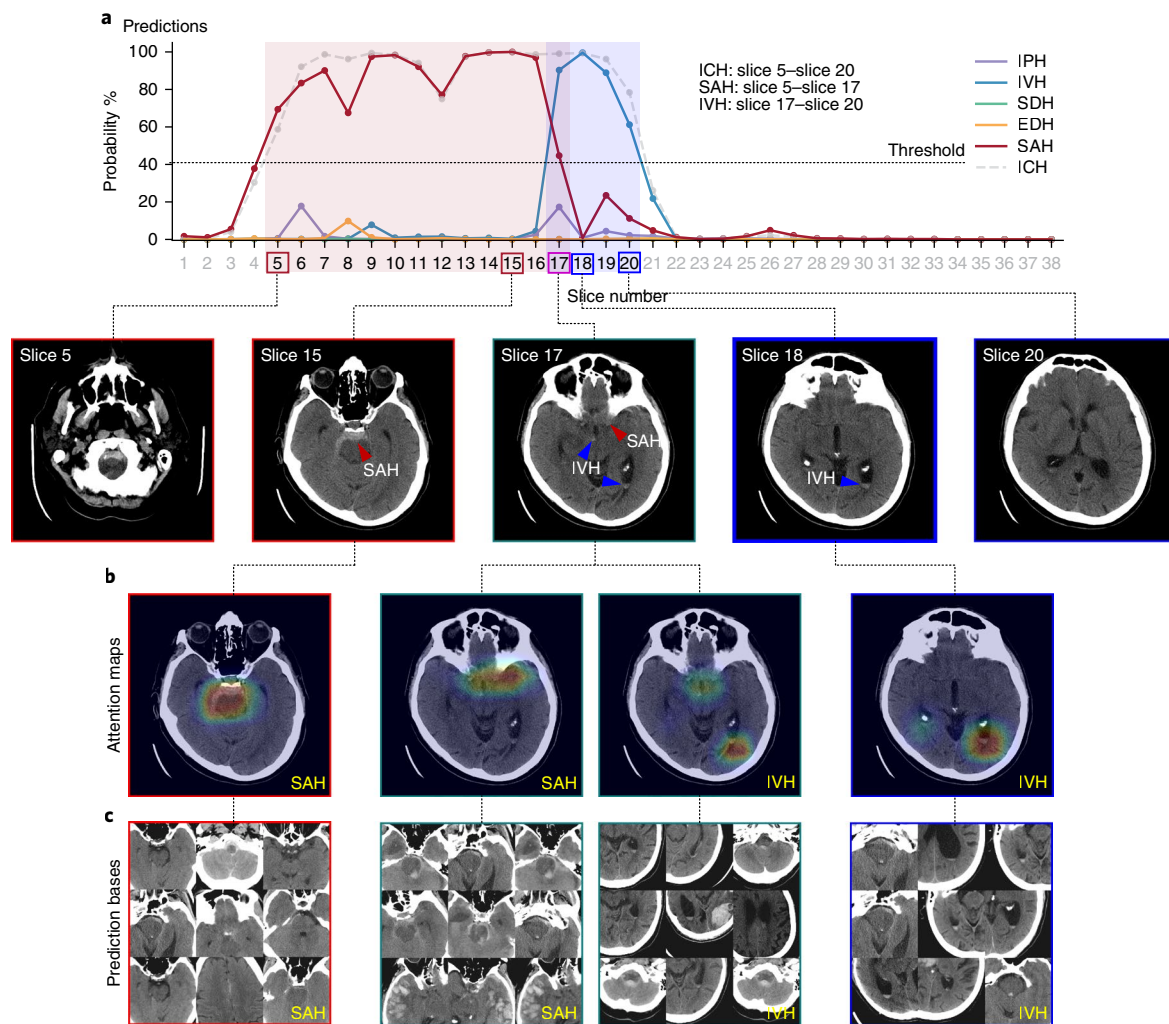 a
Predictions
100
80
60
40
20
0
Probability %
ICH: slice 5–slice 20
SAH: slice 5–slice 17
IVH: slice 17–slice 20
IPH
IVH
SDH
EDH
SAH
ICH
Threshold
1 2 3 4 5 6 7 8 9 10 11 12 13 14 15 16 17 18 19 20 21 22 23 24 25 26 27 28 29 30 31 32 33 34 35 36 37 38
Slice number
Slice 5
Slice 15
SAH
Slice 17
SAH
IVH
Slice 18
IVH
Slice 20
b
Attention maps
SAH
SAH
IVH
IVH
c
Prediction bases
SAH
SAH
IVH
IVH